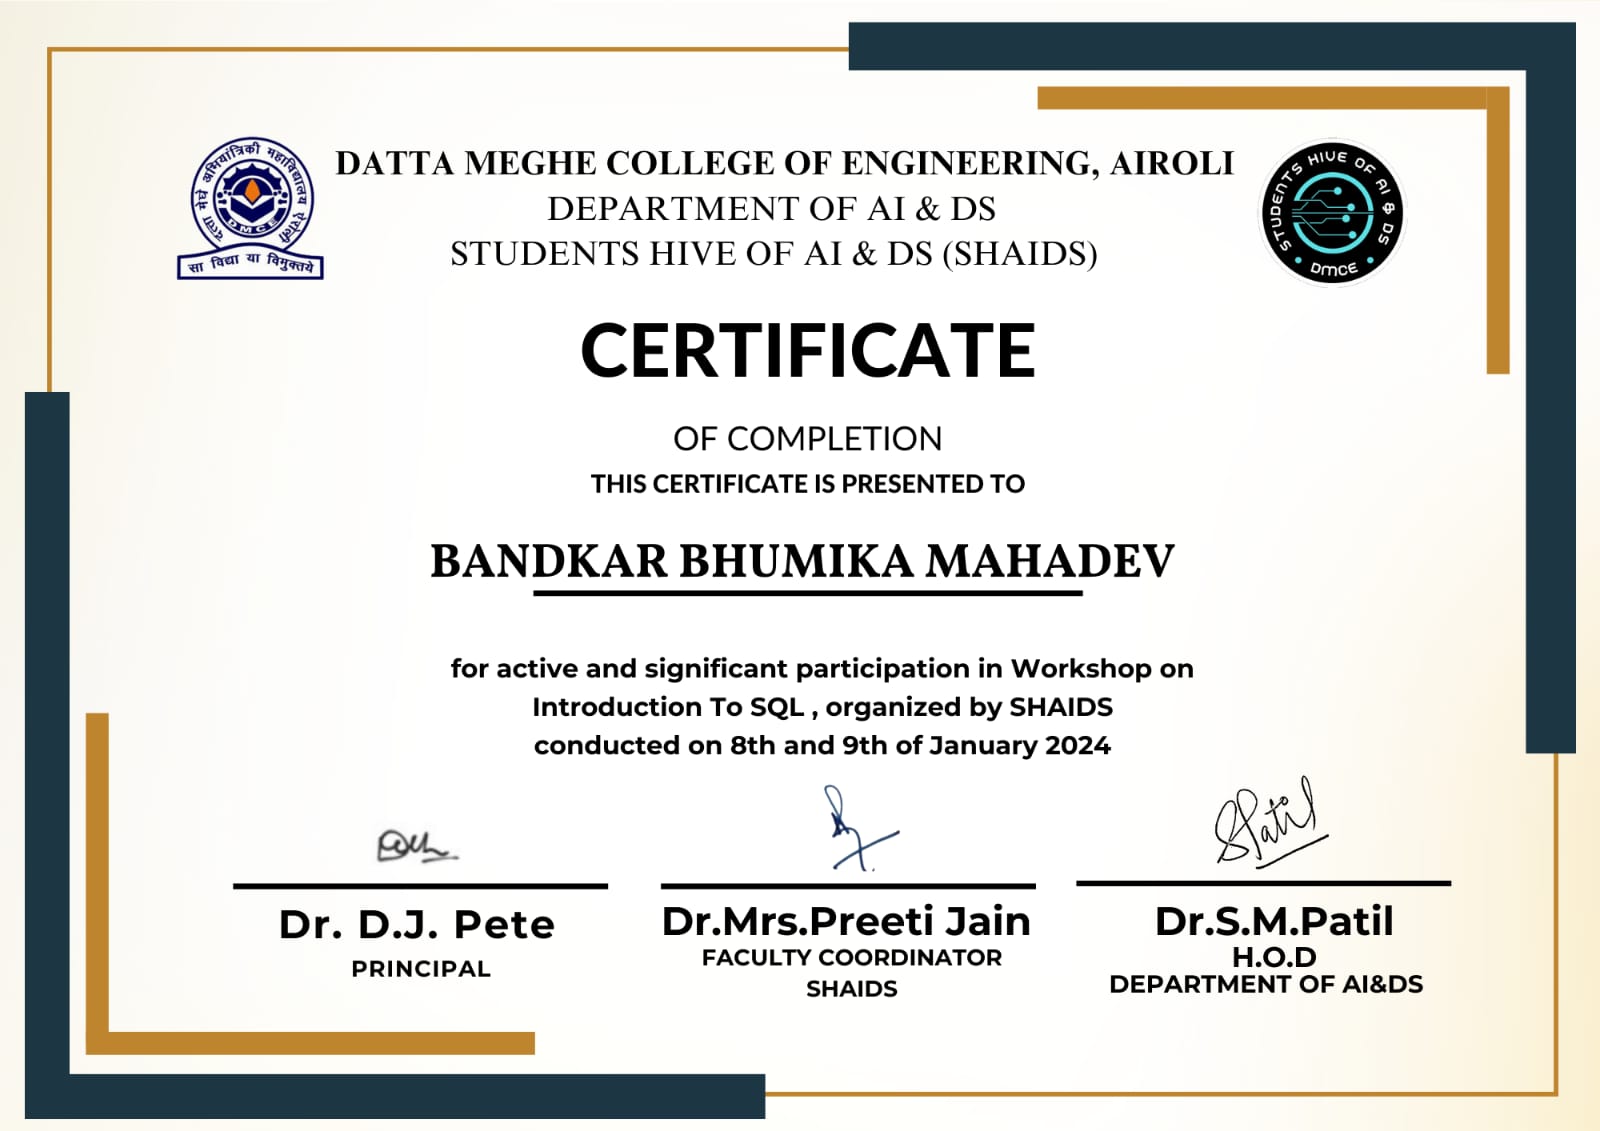 दत्ता मेघे अभियांत्रिकी महाविद्यालय ऐरोली
DMCE
सा विद्या या विमुक्तये
DATTA MEGHE COLLEGE OF ENGINEERING, AIROLI
DEPARTMENT OF AI & DS
STUDENTS HIVE OF AI & DS (SHAIDS)
STUDENTS HIVE OF AI & DS
DMCE
CERTIFICATE
OF COMPLETION
THIS CERTIFICATE IS PRESENTED TO
BANDKAR BHUMIKA MAHADEV
for active and significant participation in Workshop on
Introduction To SQL , organized by SHAIDS
conducted on 8th and 9th of January 2024
SPatil
Dr. D.J. Pete
PRINCIPAL
Dr.Mrs.Preeti Jain
FACULTY COORDINATOR
SHAIDS
Dr.S.M.Patil
H.O.D
DEPARTMENT OF AI&DS